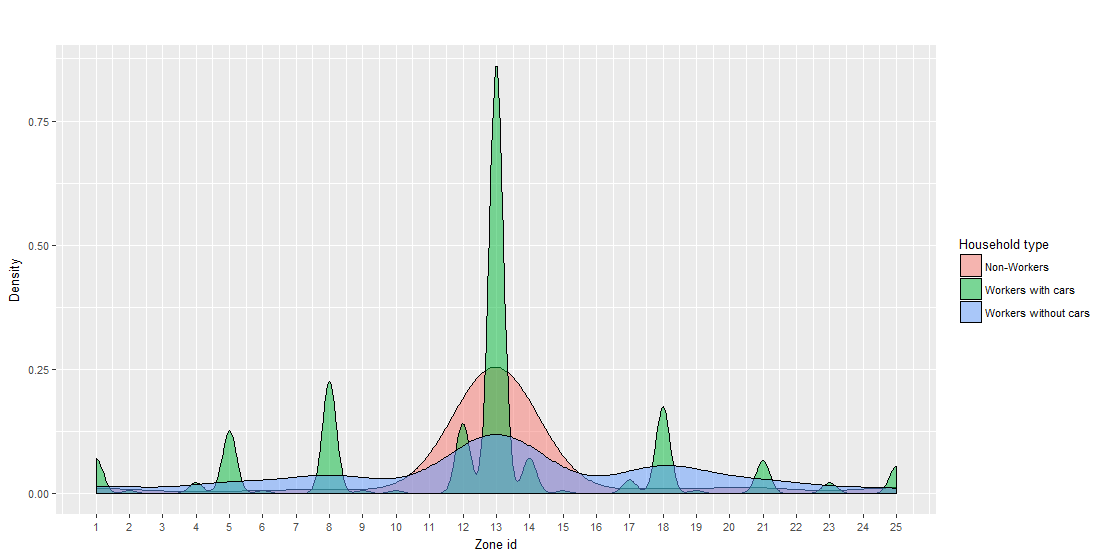 Density
0.75
0.50
0.25
0.00
1 2 3 4 5 6 7 8 9 10 11 12 13 14 15 16 17 18 19 20 21 22 23 24 25
Zone id
Household type
Non-Workers
Workers with cars
Workers without cars